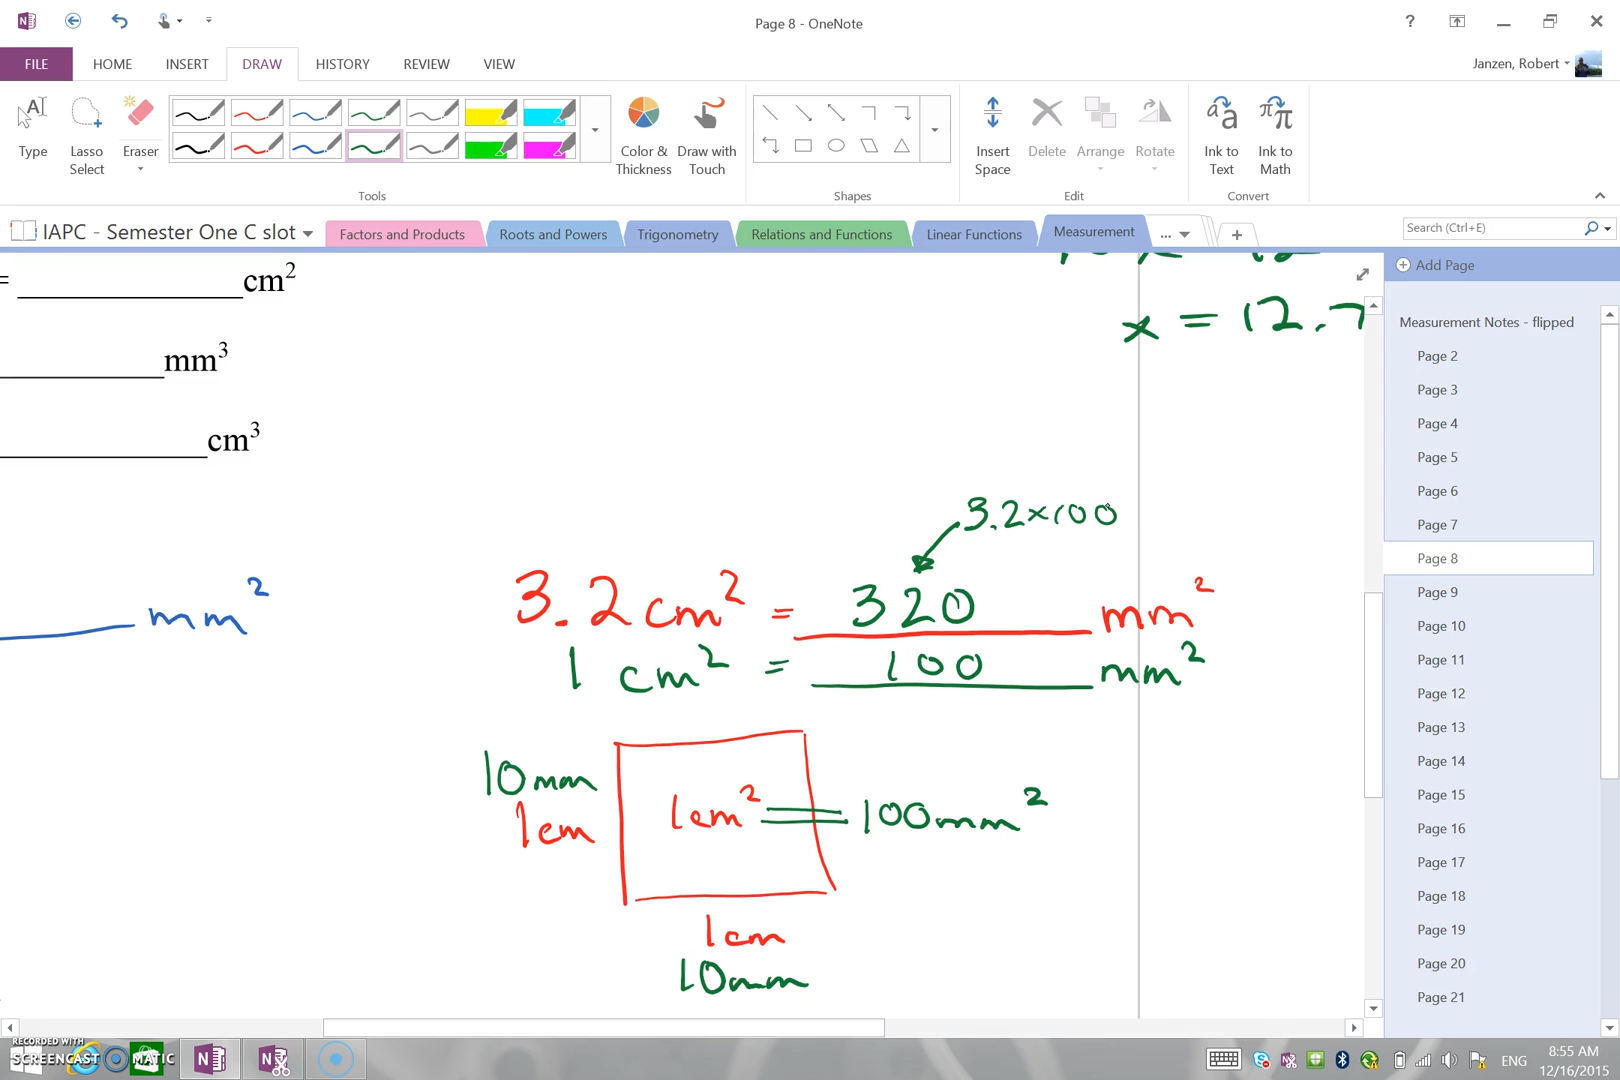 Page 8 - OneNote
?
FILE HOME INSERT DRAW HISTORY REVIEW VIEW
Janzen, Robert
Type Lasso Select Eraser Color & Thickness Draw with Touch Insert Space Delete Arrange Rotate Ink to Text Ink to Math
Tools Shapes Edit Convert
IAPC - Semester One C slot Factors and Products Roots and Powers Trigonometry Relations and Functions Linear Functions Measurement ... +
Search (Ctrl+E)
Add Page
Measurement Notes - flipped
Page 2
Page 3
Page 4
Page 5
Page 6
Page 7
Page 8
Page 9
Page 10
Page 11
Page 12
Page 13
Page 14
Page 15
Page 16
Page 17
Page 18
Page 19
Page 20
Page 21
= ______ cm²
______ mm³
______ cm³
______ mm²
x = 12.7
3.2×100
3.2 cm² = 320 mm²
1 cm² = 100 mm²
10mm
1cm
1cm² = 100mm²
1cm
10mm
RECORDED WITH
SCREENCAST MATIC
ENG
8:55 AM
12/16/2015